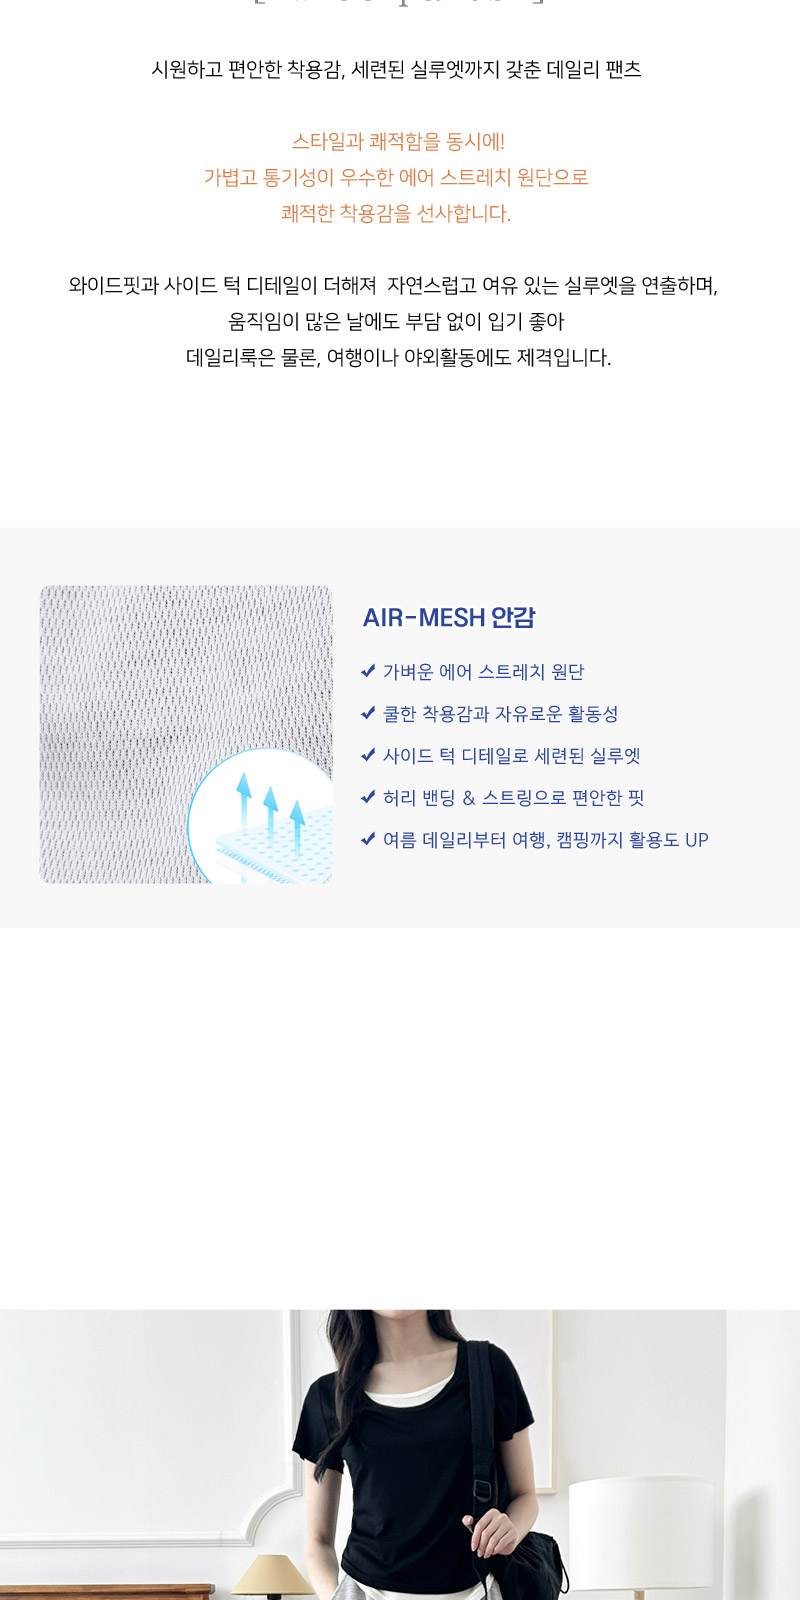 시원하고 편안한 착용감, 세련된 실루엣까지 갖춘 데일리 팬츠
스타일과 쾌적함을 동시에!
가볍고 통기성이 우수한 에어 스트레치 원단으로
쾌적한 착용감을 선사합니다.
와이드핏과 사이드 턱 디테일이 더해져 자연스럽고 여유 있는 실루엣을 연출하며,
움직임이 많은 날에도 부담 없이 입기 좋아
데일리룩은 물론, 여행이나 야외활동에도 제격입니다.
AIR-MESH 안감
가벼운 에어 스트레치 원단
쿨한 착용감과 자유로운 활동성
사이드 턱 디테일로 세련된 실루엣
허리 밴딩 & 스트링으로 편안한 핏
여름 데일리부터 여행, 캠핑까지 활용도 UP